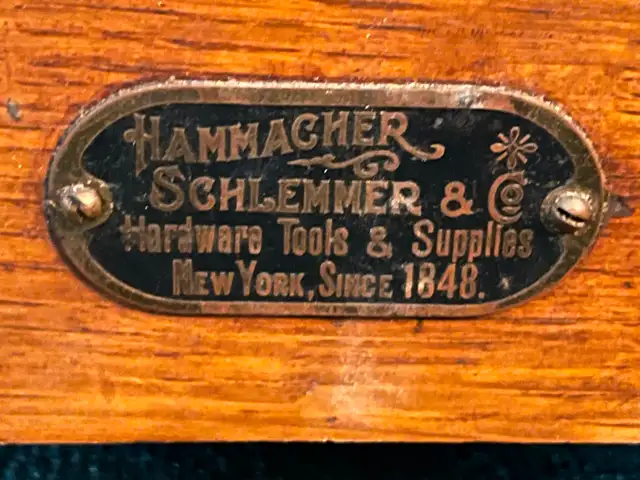 HAMMACHER
SCHLEMMER & Co
Hardware Tools & Supplies
NEW YORK, SINCE 1848.